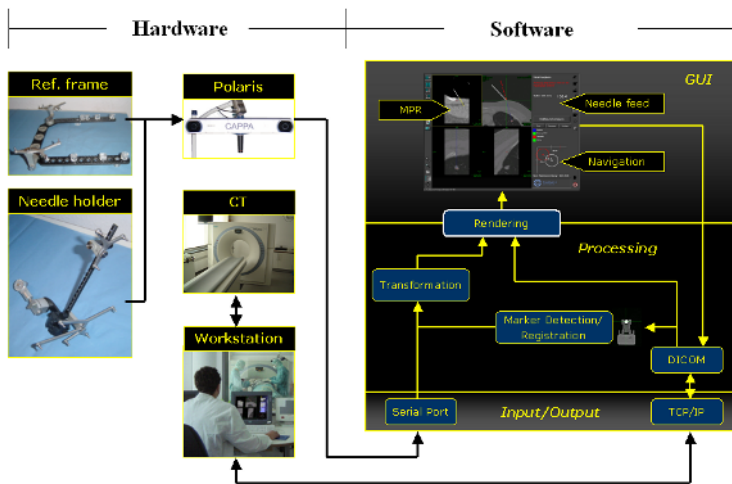 Hardware
Software
Ref. frame
Polaris
CAPPA
Needle holder
CT
Workstation
GUI
MPR
Needle feed
Navigation
Rendering
Processing
Transformation
Marker Detection/
Registration
DICOM
Serial Port
Input/Output
TCP/IP